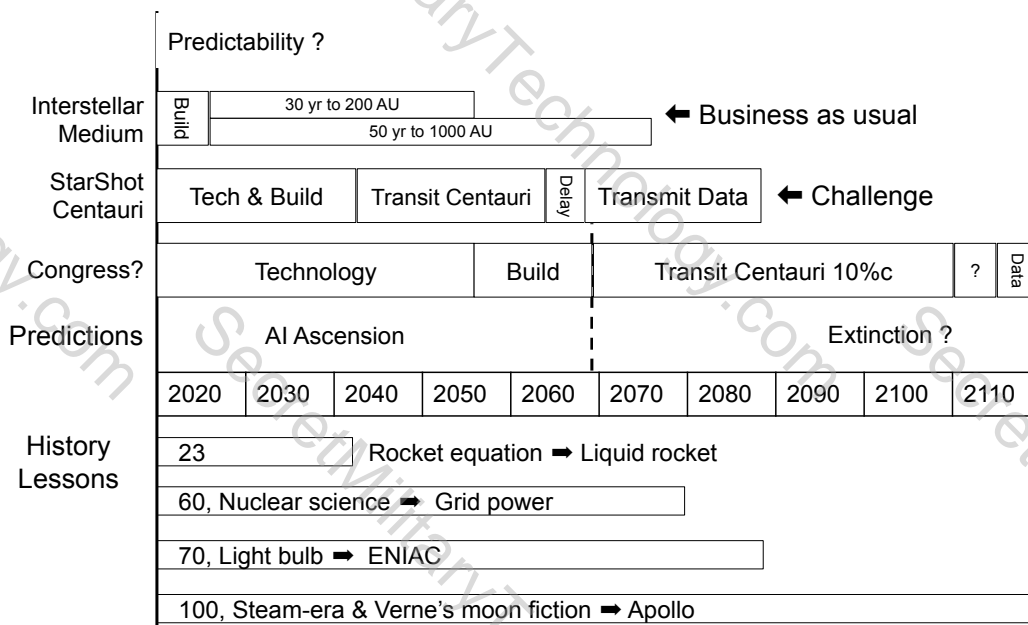 Predictability ?
Interstellar
Medium
Build
30 yr to 200 AU
50 yr to 1000 AU
⬅ Business as usual
StarShot
Centauri
Tech & Build
Transit Centauri
Delay
Transmit Data
⬅ Challenge
Congress?
Technology
Build
Transit Centauri 10%c
?
Data
Predictions
AI Ascension
Extinction ?
2020 2030 2040 2050 2060 2070 2080 2090 2100 2110
History
Lessons
23 Rocket equation ➡ Liquid rocket
60, Nuclear science ➡ Grid power
70, Light bulb ➡ ENIAC
100, Steam-era & Verne's moon fiction ➡ Apollo
SecretMilitaryTechnology.com